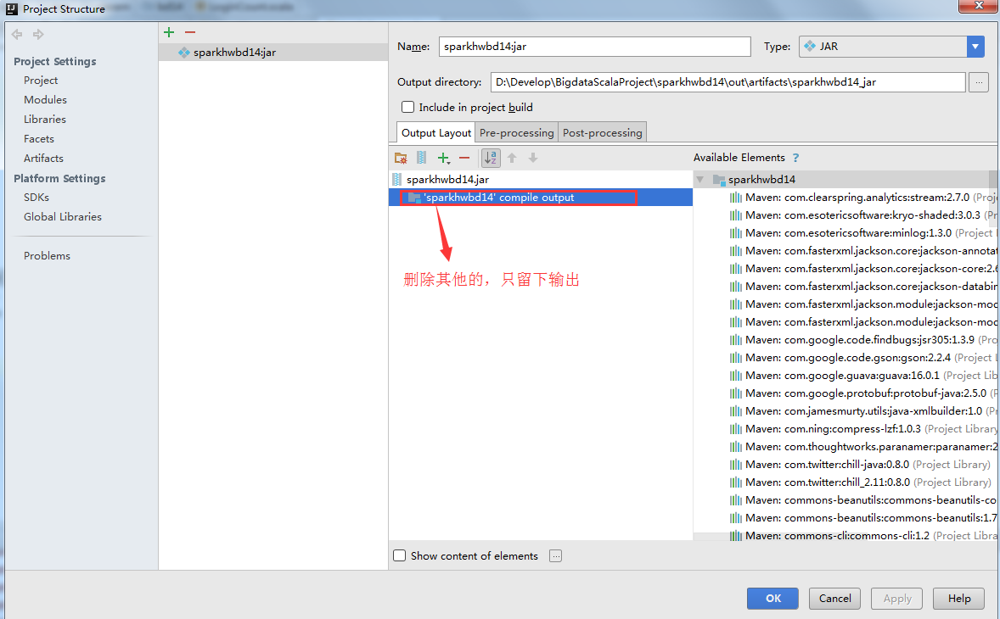 Project Structure
Project Settings
Project
Modules
Libraries
Facets
Artifacts
Platform Settings
SDKs
Global Libraries
Problems
sparkhwbd14:jar
Name: sparkhwbd14:jar Type: JAR
Output directory: D:\Develop\BigdataScalaProject\sparkhwbd14\out\artifacts\sparkhwbd14_jar ...
Include in project build
Output Layout Pre-processing Post-processing
Available Elements ?
sparkhwbd14.jar
'sparkhwbd14' compile output
删除其他的，只留下输出
sparkhwbd14
Maven: com.clearspring.analytics:stream:2.7.0 (Proj
Maven: com.esotericsoftware:kryo-shaded:3.0.3 (Pr
Maven: com.esotericsoftware:minlog:1.3.0 (Project
Maven: com.fasterxml.jackson.core:jackson-annotat
Maven: com.fasterxml.jackson.core:jackson-core:2.6
Maven: com.fasterxml.jackson.core:jackson-databin
Maven: com.fasterxml.jackson.module:jackson-mod
Maven: com.fasterxml.jackson.module:jackson-mod
Maven: com.google.code.findbugs:jsr305:1.3.9 (Pro
Maven: com.google.code.gson:gson:2.2.4 (Project L
Maven: com.google.guava:guava:16.0.1 (Project Lib
Maven: com.google.protobuf:protobuf-java:2.5.0 (P
Maven: com.jamesmurty.utils:java-xmlbuilder:1.0 (Pr
Maven: com.ning:compress-lzf:1.0.3 (Project Library
Maven: com.thoughtworks.paranamer:paranamer:2
Maven: com.twitter:chill-java:0.8.0 (Project Library)
Maven: com.twitter:chill_2.11:0.8.0 (Project Library)
Maven: commons-beanutils:commons-beanutils-co
Maven: commons-beanutils:commons-beanutils:1.7
Maven: commons-cli:commons-cli:1.2 (Project Libra
Show content of elements ...
OK Cancel Apply Help